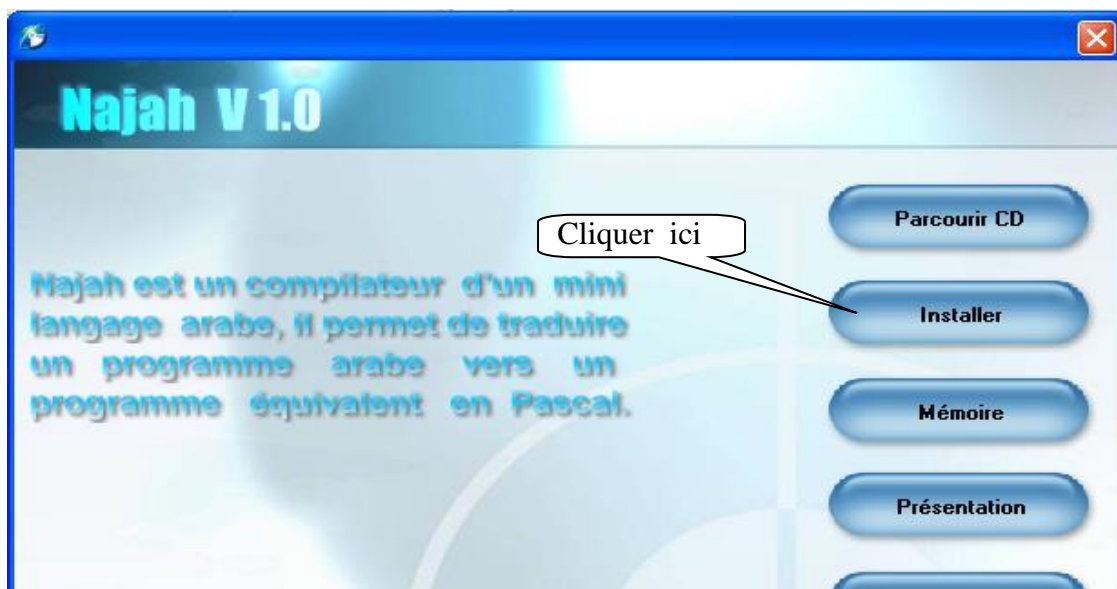 Najah V 1.0
Parcourir CD
Cliquer ici
Najah est un compilateur d'un mini
langage arabe, il permet de traduire
un programme arabe vers un
programme équivalent en Pascal.
Installer
Mémoire
Présentation